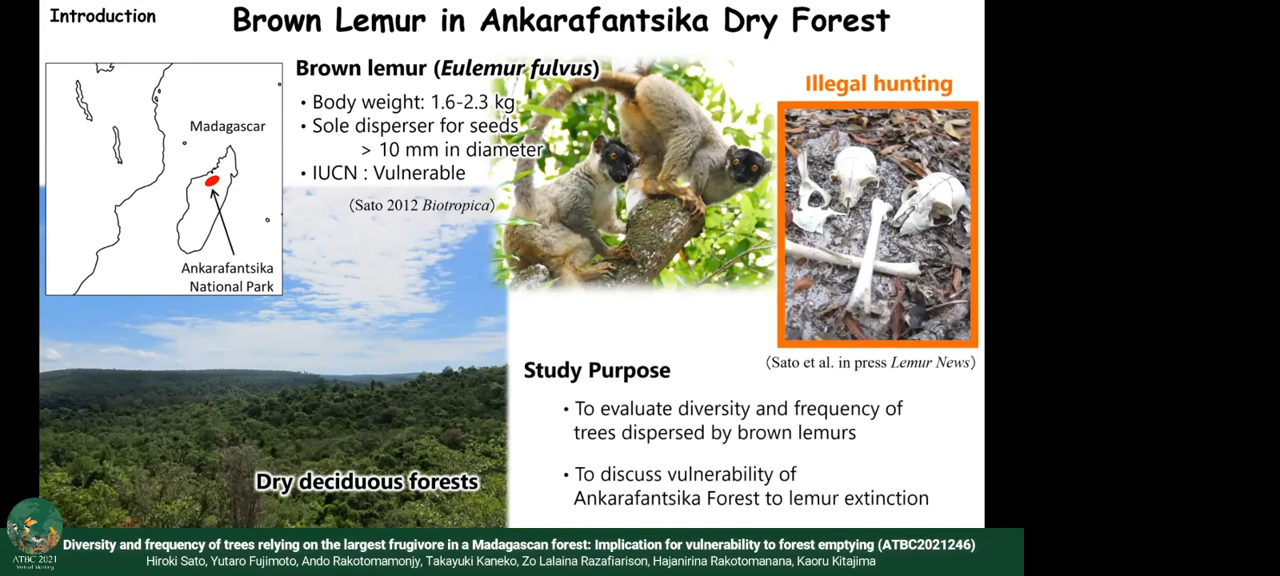 Introduction
Brown Lemur in Ankarafantsika Dry Forest
Brown lemur (Eulemur fulvus)
・Body weight: 1.6-2.3 kg
・Sole disperser for seeds
> 10 mm in diameter
・IUCN : Vulnerable
(Sato 2012 Biotropica)
Madagascar
Ankarafantsika
National Park
Illegal hunting
(Sato et al. in press Lemur News)
Study Purpose
・To evaluate diversity and frequency of
trees dispersed by brown lemurs
・To discuss vulnerability of
Ankarafantsika Forest to lemur extinction
Dry deciduous forests
ATBC 2021
Virtual Meeting
Diversity and frequency of trees relying on the largest frugivore in a Madagascan forest: Implication for vulnerability to forest emptying (ATBC2021246)
Hiroki Sato, Yutaro Fujimoto, Ando Rakotomamonjy, Takayuki Kaneko, Zo Lalaina Razafiarison, Hajanirina Rakotomanana, Kaoru Kitajima